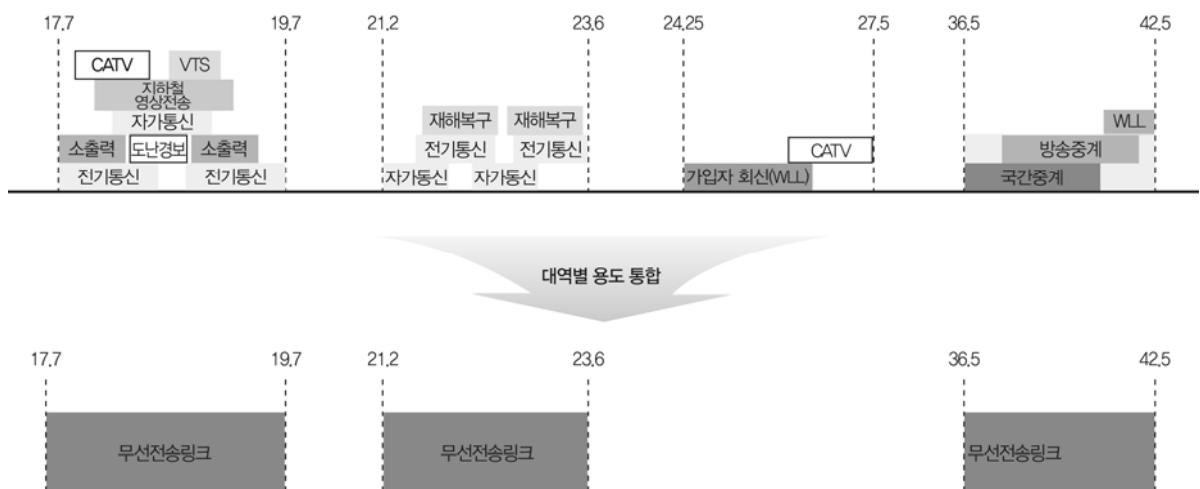 17.7 19.7 21.2 23.6 24.25 27.5 36.5 42.5
CATV VTS
지하철
영상전송
자가통신
소출력 도난경보 소출력
전기통신 전기통신
재해복구 재해복구
전기통신 전기통신
자가통신 자가통신
CATV
가입자 회신(WLL)
WLL
방송중계
국간중계
대역별 용도 통합
17.7 19.7 21.2 23.6 36.5 42.5
무선전송링크 무선전송링크 무선전송링크